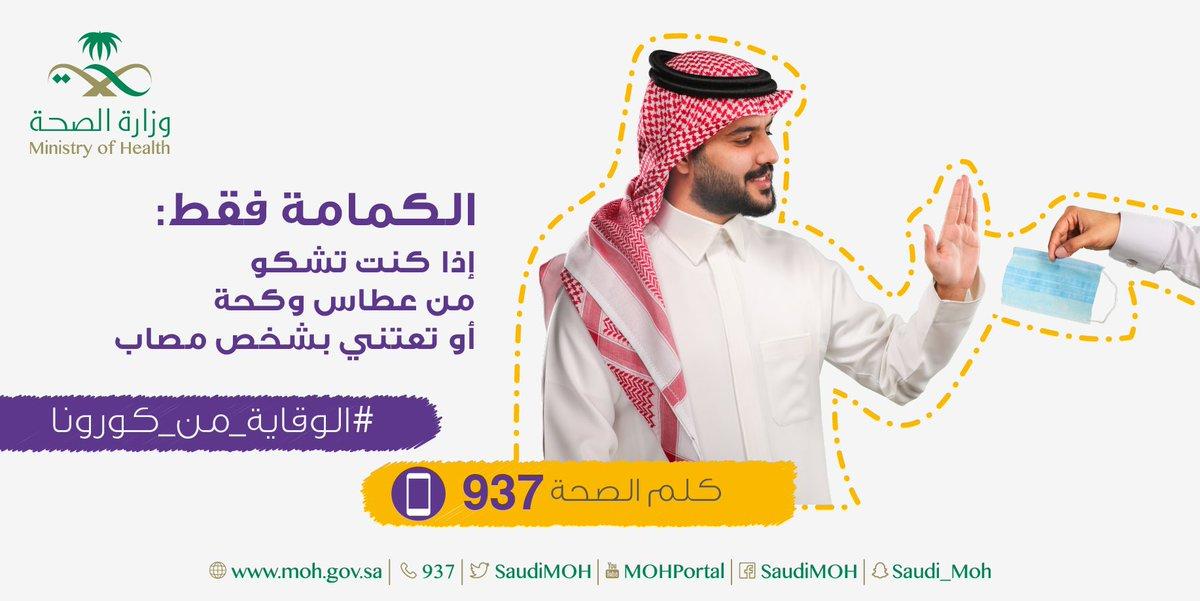 وزارة الصحة
Ministry of Health
الكمامة فقط:
إذا كنت تشكو
من عطاس وكحة
أو تعتني بشخص مصاب
#الوقاية_من_كورونا
كلم الصحة 937
www.moh.gov.sa | 937 | SaudiMOH | MOHPortal | SaudiMOH | Saudi_Moh